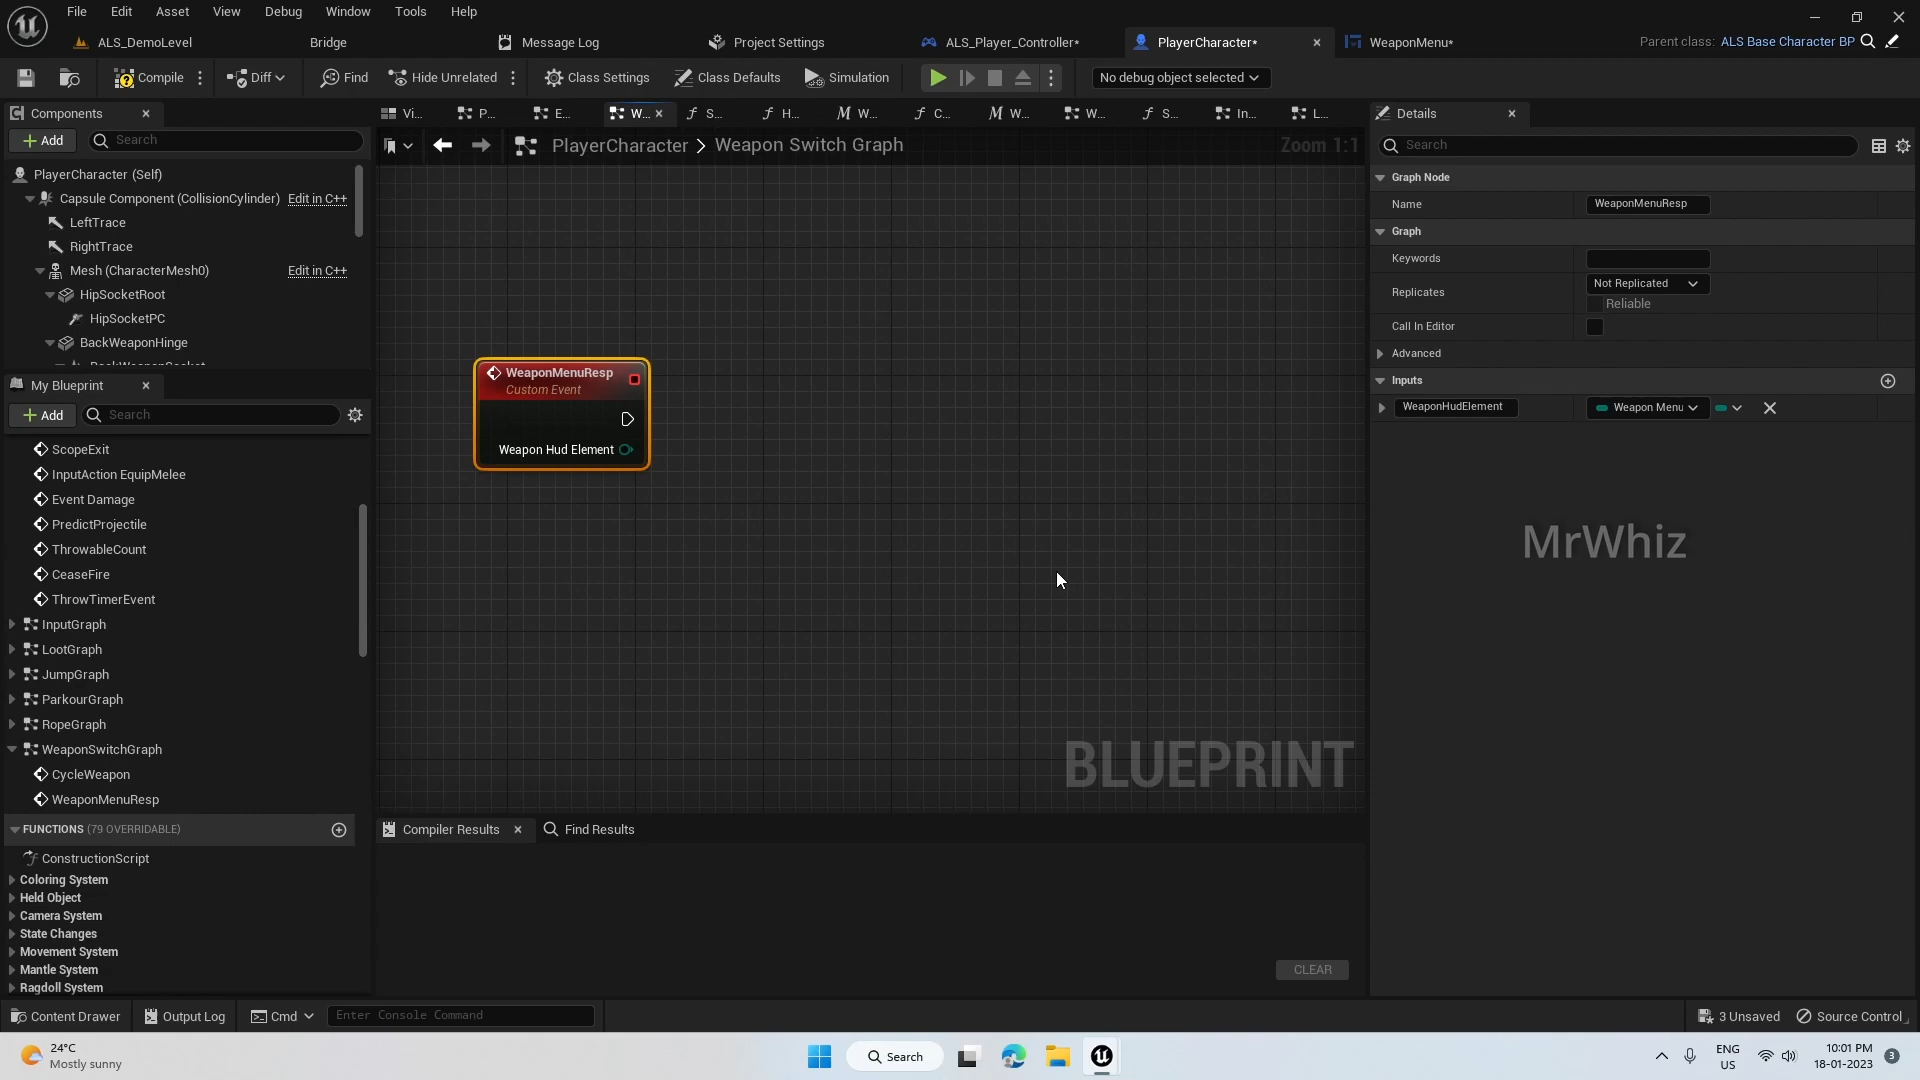 File Edit Asset View Debug Window Tools Help
ALS_DemoLevel Bridge Message Log Project Settings ALS_Player_Controller* PlayerCharacter* WeaponMenu* Parent class: ALS Base Character BP
Compile Diff Find Hide Unrelated Class Settings Class Defaults Simulation No debug object selected
Components
Add Search
PlayerCharacter (Self)
Capsule Component (CollisionCylinder) Edit in C++
LeftTrace
RightTrace
Mesh (CharacterMesh0) Edit in C++
HipSocketRoot
HipSocketPC
BackWeaponHinge
My Blueprint
Add Search
ScopeExit
InputAction EquipMelee
Event Damage
PredictProjectile
ThrowableCount
CeaseFire
ThrowTimerEvent
InputGraph
LootGraph
JumpGraph
ParkourGraph
RopeGraph
WeaponSwitchGraph
CycleWeapon
WeaponMenuResp
FUNCTIONS (79 OVERRIDABLE)
ConstructionScript
Coloring System
Held Object
Camera System
State Changes
Movement System
Mantle System
Ragdoll System
Vi... P... E... W... S... H... W... C... W... W... S... In... L...
PlayerCharacter > Weapon Switch Graph Zoom 1:1
WeaponMenuResp
Custom Event
Weapon Hud Element
BLUEPRINT
Compiler Results Find Results
CLEAR
Details
Search
Graph Node
Name WeaponMenuResp
Graph
Keywords
Replicates Not Replicated
Reliable
Call In Editor
Advanced
Inputs
WeaponHudElement Weapon Menu
MrWhiz
Content Drawer Output Log Cmd Enter Console Command 3 Unsaved Source Control
24°C
Mostly sunny
Search
ENG
US
10:01 PM
18-01-2023
3